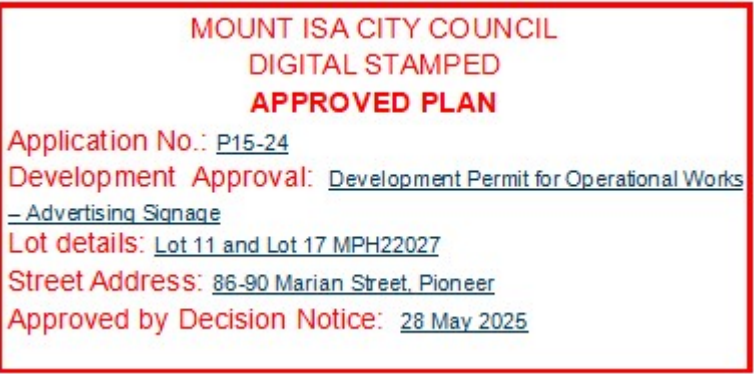 MOUNT ISA CITY COUNCIL
DIGITAL STAMPED
APPROVED PLAN
Application No.: P15-24
Development Approval: Development Permit for Operational Works
– Advertising Signage
Lot details: Lot 11 and Lot 17 MPH22027
Street Address: 86-90 Marian Street, Pioneer
Approved by Decision Notice: 28 May 2025